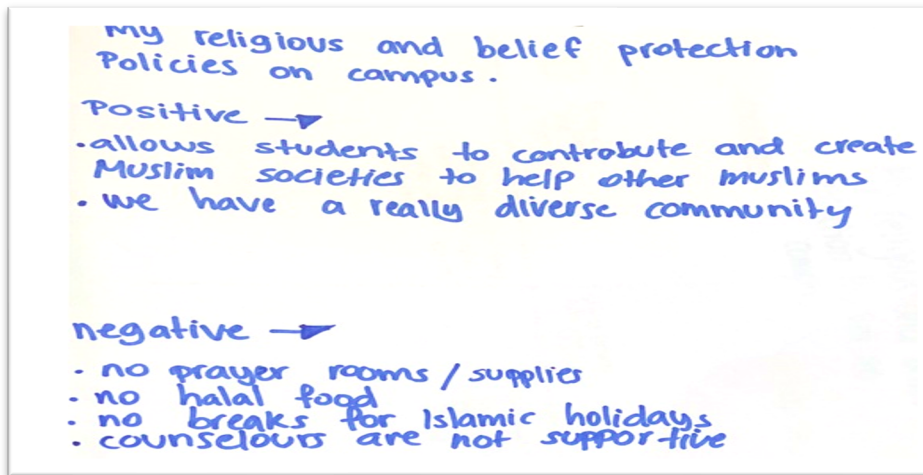 My religious and belief protection
Policies on campus.
Positive →
• allows students to controbute and create
Muslim societies to help other muslims
• we have a really diverse community
negative →
• no prayer rooms / supplies
• no halal food
• no breaks for Islamic holidays
• counselours are not supportive